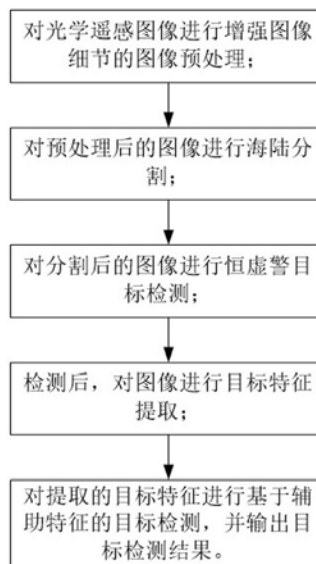 对光学遥感图像进行增强图像
细节的图像预处理；
对预处理后的图像进行海陆分
割；
对分割后的图像进行恒虚警目
标检测；
检测后，对图像进行目标特征
提取；
对提取的目标特征进行基于辅
助特征的目标检测，并输出目
标检测结果。